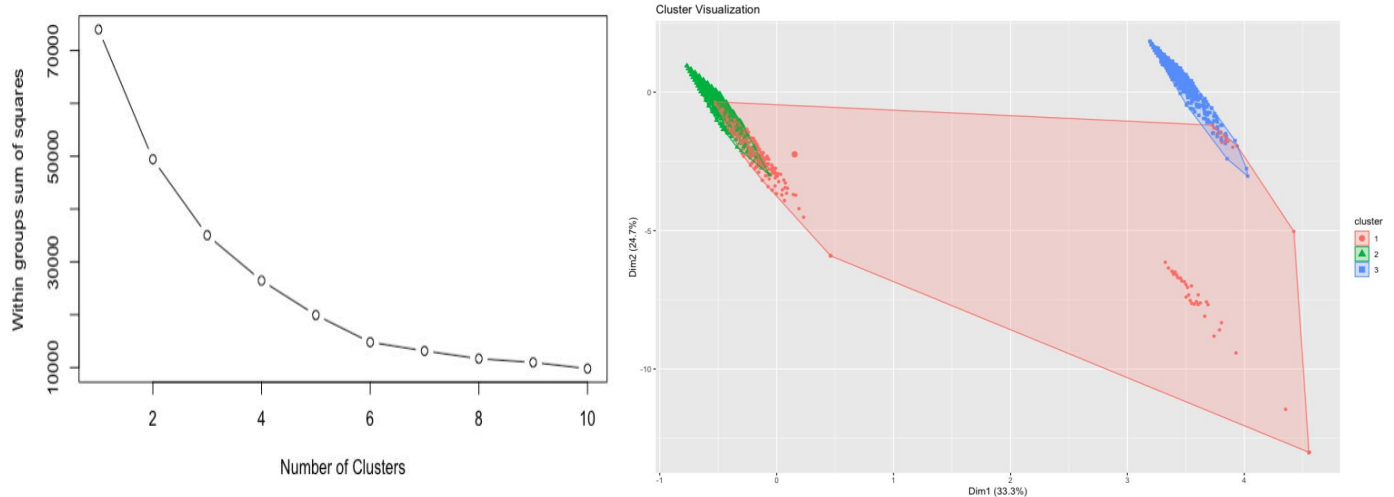 Within groups sum of squares
70000
50000
30000
10000
2 4 6 8 10
Number of Clusters
Cluster Visualization
Dim2 (24.7%)
0
-5
-10
-1 0 1 2 3 4
Dim1 (33.3%)
cluster
1
2
3